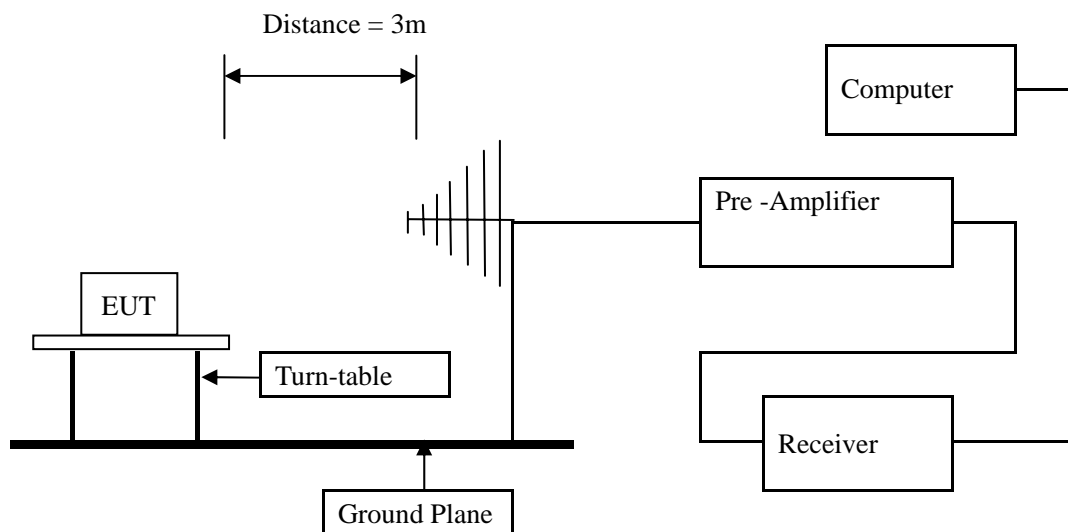 Distance = 3m
Computer
Pre -Amplifier
EUT
Turn-table
Receiver
Ground Plane